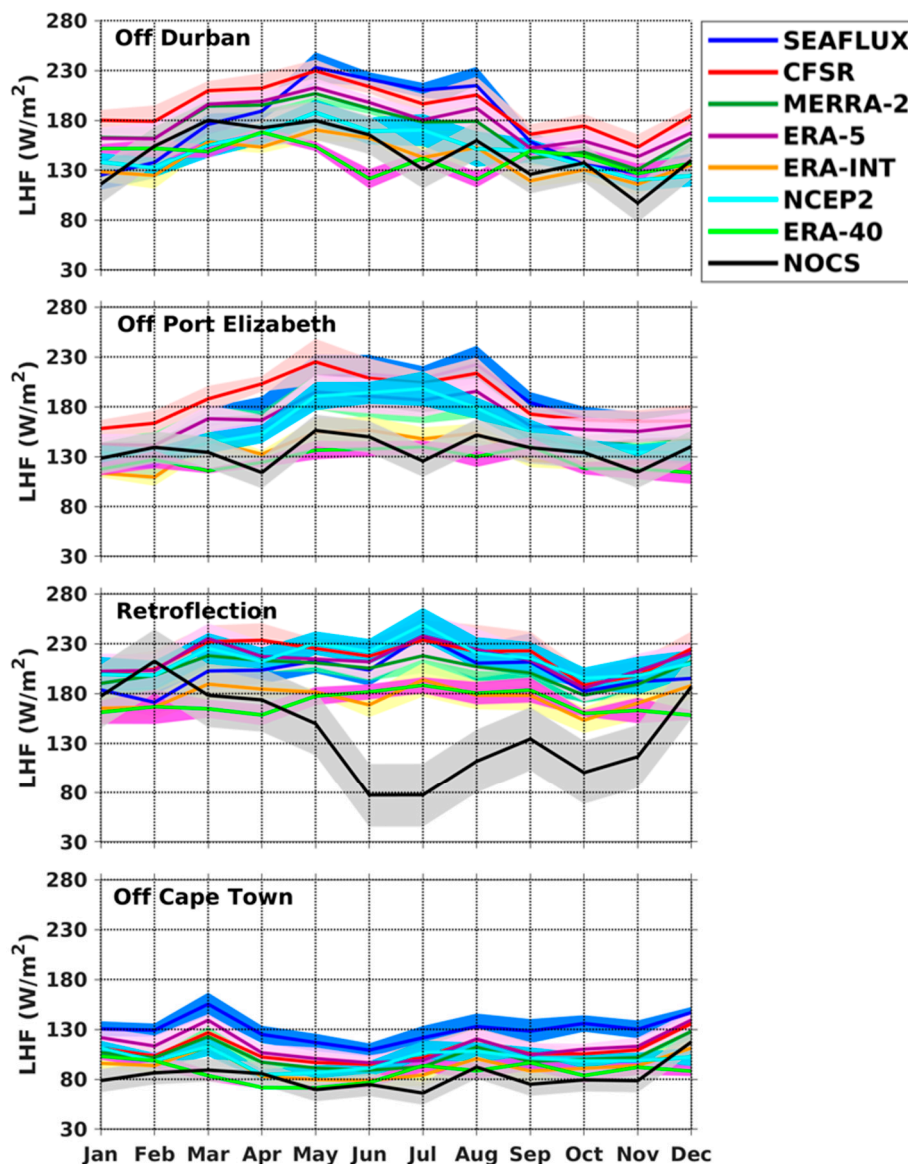 Off Durban
280
230
180
130
80
30
LHF (W/m²)
SEAFLUX
CFSR
MERRA-2
ERA-5
ERA-INT
NCEP2
ERA-40
NOCS
Off Port Elizabeth
280
230
180
130
80
30
LHF (W/m²)
Retroflection
280
230
180
130
80
30
LHF (W/m²)
Off Cape Town
280
230
180
130
80
30
LHF (W/m²)
Jan Feb Mar Apr May Jun Jul Aug Sep Oct Nov Dec